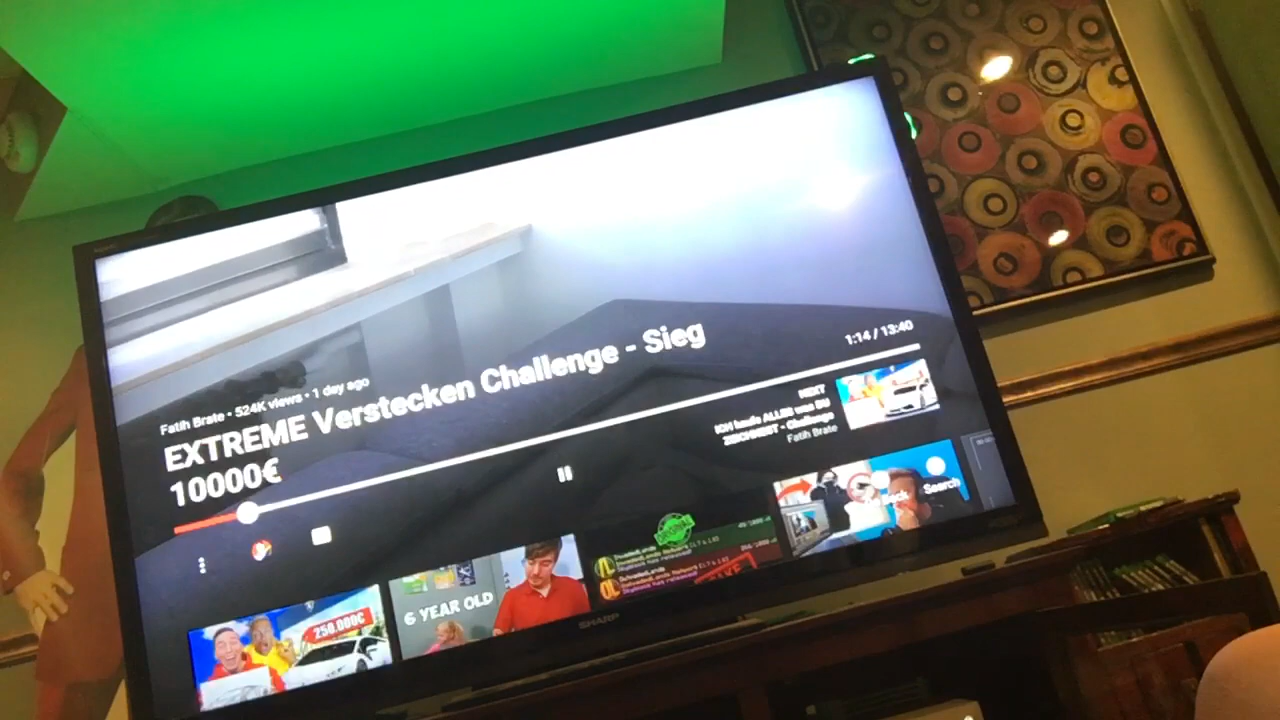 Fatih Brate • 524K views • 1 day ago
EXTREME Verstecken Challenge - Sieg
10000€
1:14 / 13:40
NEXT
ICH kaufe ALLES was DU
ZEICHNEST - Challenge
Fatih Brate
Search
250.000€
6 YEAR OLD
SHARP